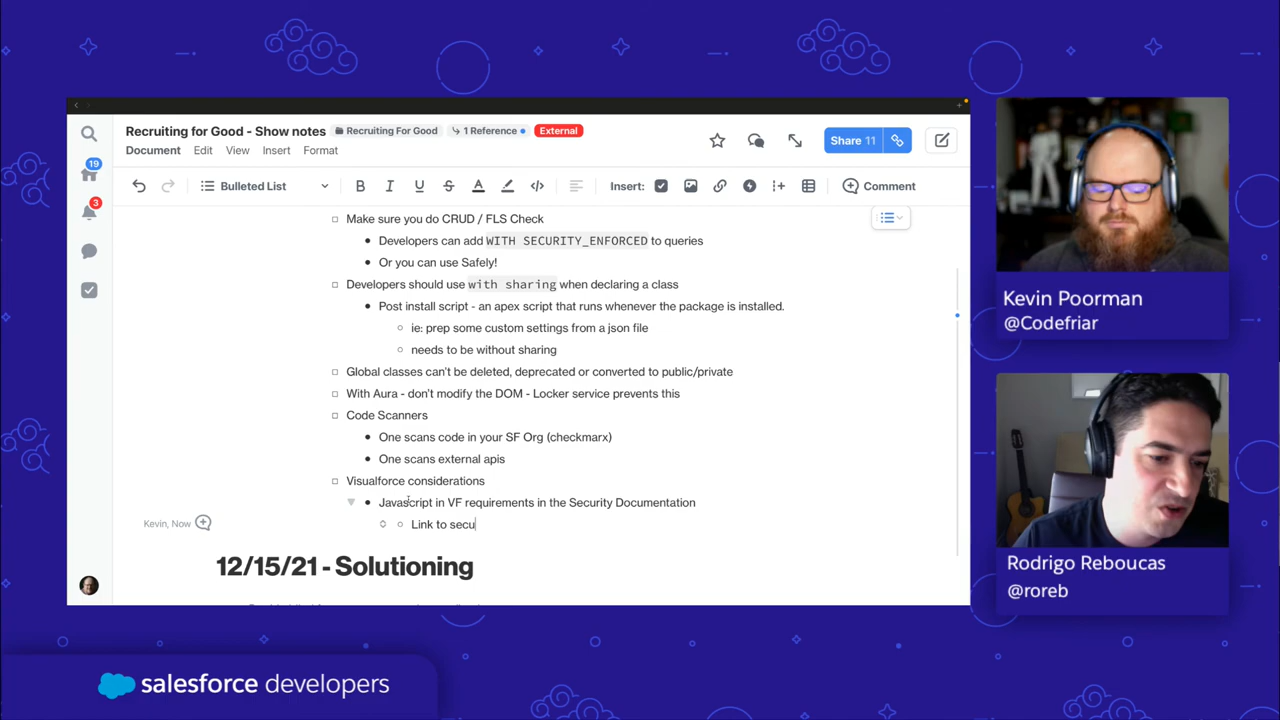 Recruiting for Good - Show notes
Recruiting For Good
1 Reference
External
Document Edit View Insert Format
Share 11
19
3
Bulleted List
B I U S A
Insert:
Comment
Make sure you do CRUD / FLS Check
Developers can add WITH SECURITY_ENFORCED to queries
Or you can use Safely!
Developers should use with sharing when declaring a class
Post install script - an apex script that runs whenever the package is installed.
ie: prep some custom settings from a json file
needs to be without sharing
Global classes can't be deleted, deprecated or converted to public/private
With Aura - don't modify the DOM - Locker service prevents this
Code Scanners
One scans code in your SF Org (checkmarx)
One scans external apis
Visualforce considerations
Javascript in VF requirements in the Security Documentation
Kevin, Now
Link to secu
12/15/21 - Solutioning
Kevin Poorman
@Codefriar
Rodrigo Reboucas
@roreb
salesforce developers